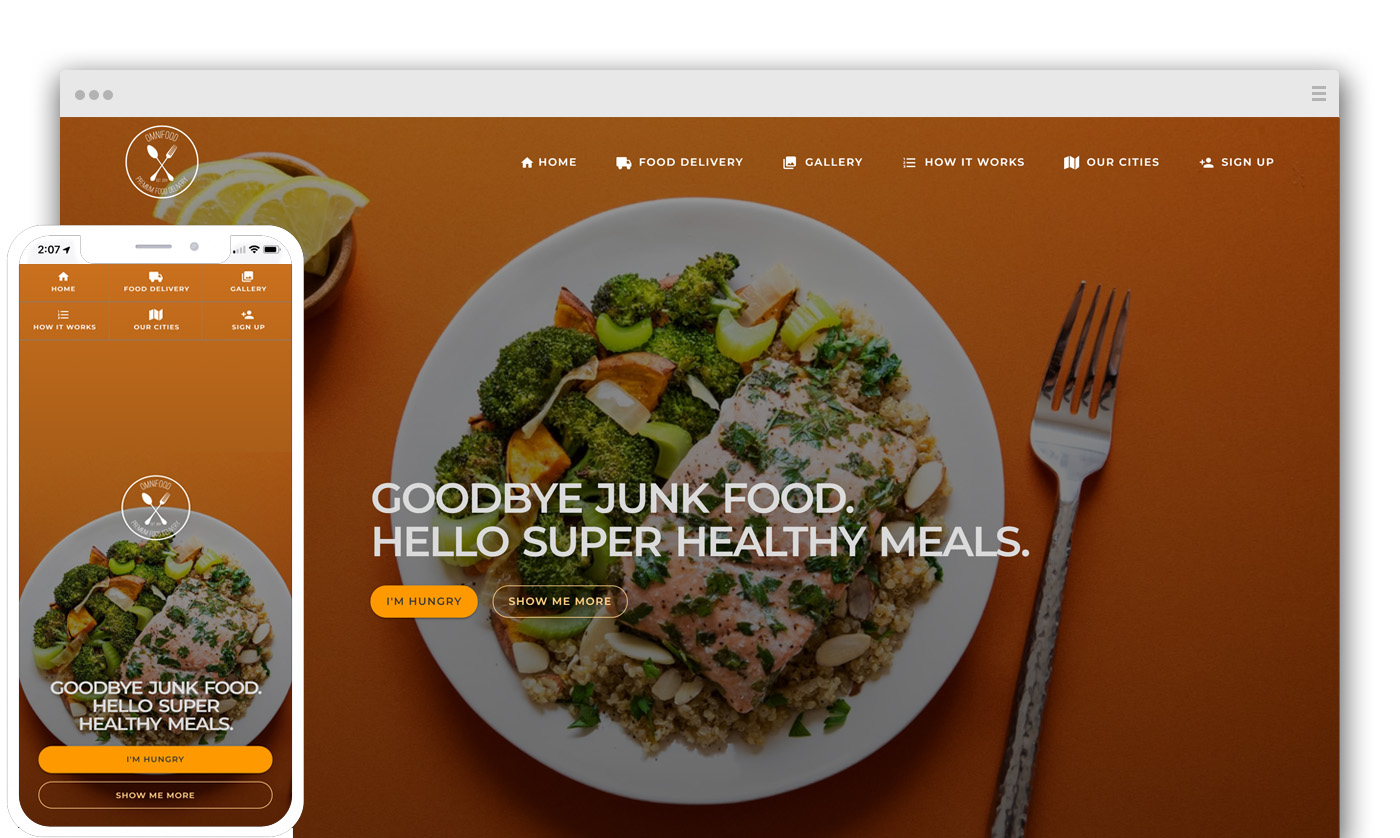 OMNIFOOD
PREMIUM FOOD DELIVERY
HOME
FOOD DELIVERY
GALLERY
HOW IT WORKS
OUR CITIES
SIGN UP
GOODBYE JUNK FOOD.
HELLO SUPER HEALTHY MEALS.
I'M HUNGRY
SHOW ME MORE
2:07
HOME
FOOD DELIVERY
GALLERY
HOW IT WORKS
OUR CITIES
SIGN UP
OMNIFOOD
PREMIUM FOOD DELIVERY
GOODBYE JUNK FOOD.
HELLO SUPER
HEALTHY MEALS.
I'M HUNGRY
SHOW ME MORE